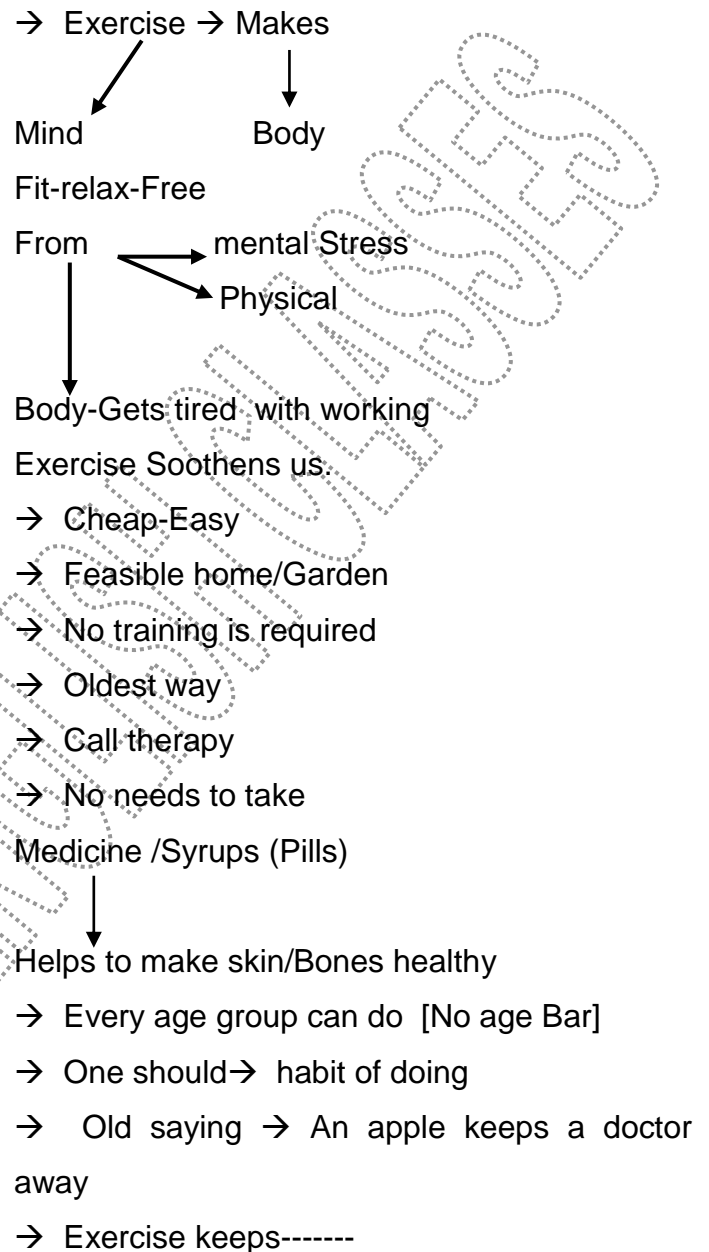 → Exercise → Makes
Mind Body
Fit-relax-Free
From mental Stress
Physical
Body-Gets tired with working
Exercise Soothens us.
→ Cheap-Easy
→ Feasible home/Garden
→ No training is required
→ Oldest way
→ Call therapy
→ No needs to take
Medicine /Syrups (Pills)
Helps to make skin/Bones healthy
→ Every age group can do [No age Bar]
→ One should→ habit of doing
→ Old saying → An apple keeps a doctor
away
→ Exercise keeps-------
CLASSES